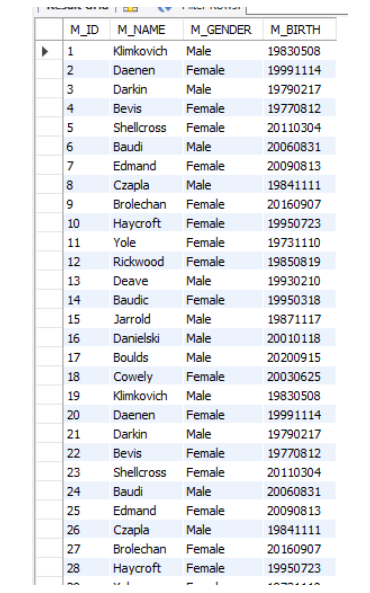 M_ID M_NAME M_GENDER M_BIRTH
1 Klimkovich Male 19830508
2 Daenen Female 19991114
3 Darkin Male 19790217
4 Bevis Female 19770812
5 Shellcross Female 20110304
6 Baudi Male 20060831
7 Edmand Female 20090813
8 Czapla Male 19841111
9 Brolechan Female 20160907
10 Haycroft Female 19950723
11 Yole Female 19731110
12 Rickwood Female 19850819
13 Deave Male 19930210
14 Baudic Female 19950318
15 Jarrold Male 19871117
16 Danielski Male 20010118
17 Boulds Male 20200915
18 Cowely Female 20030625
19 Klimkovich Male 19830508
20 Daenen Female 19991114
21 Darkin Male 19790217
22 Bevis Female 19770812
23 Shellcross Female 20110304
24 Baudi Male 20060831
25 Edmand Female 20090813
26 Czapla Male 19841111
27 Brolechan Female 20160907
28 Haycroft Female 19950723